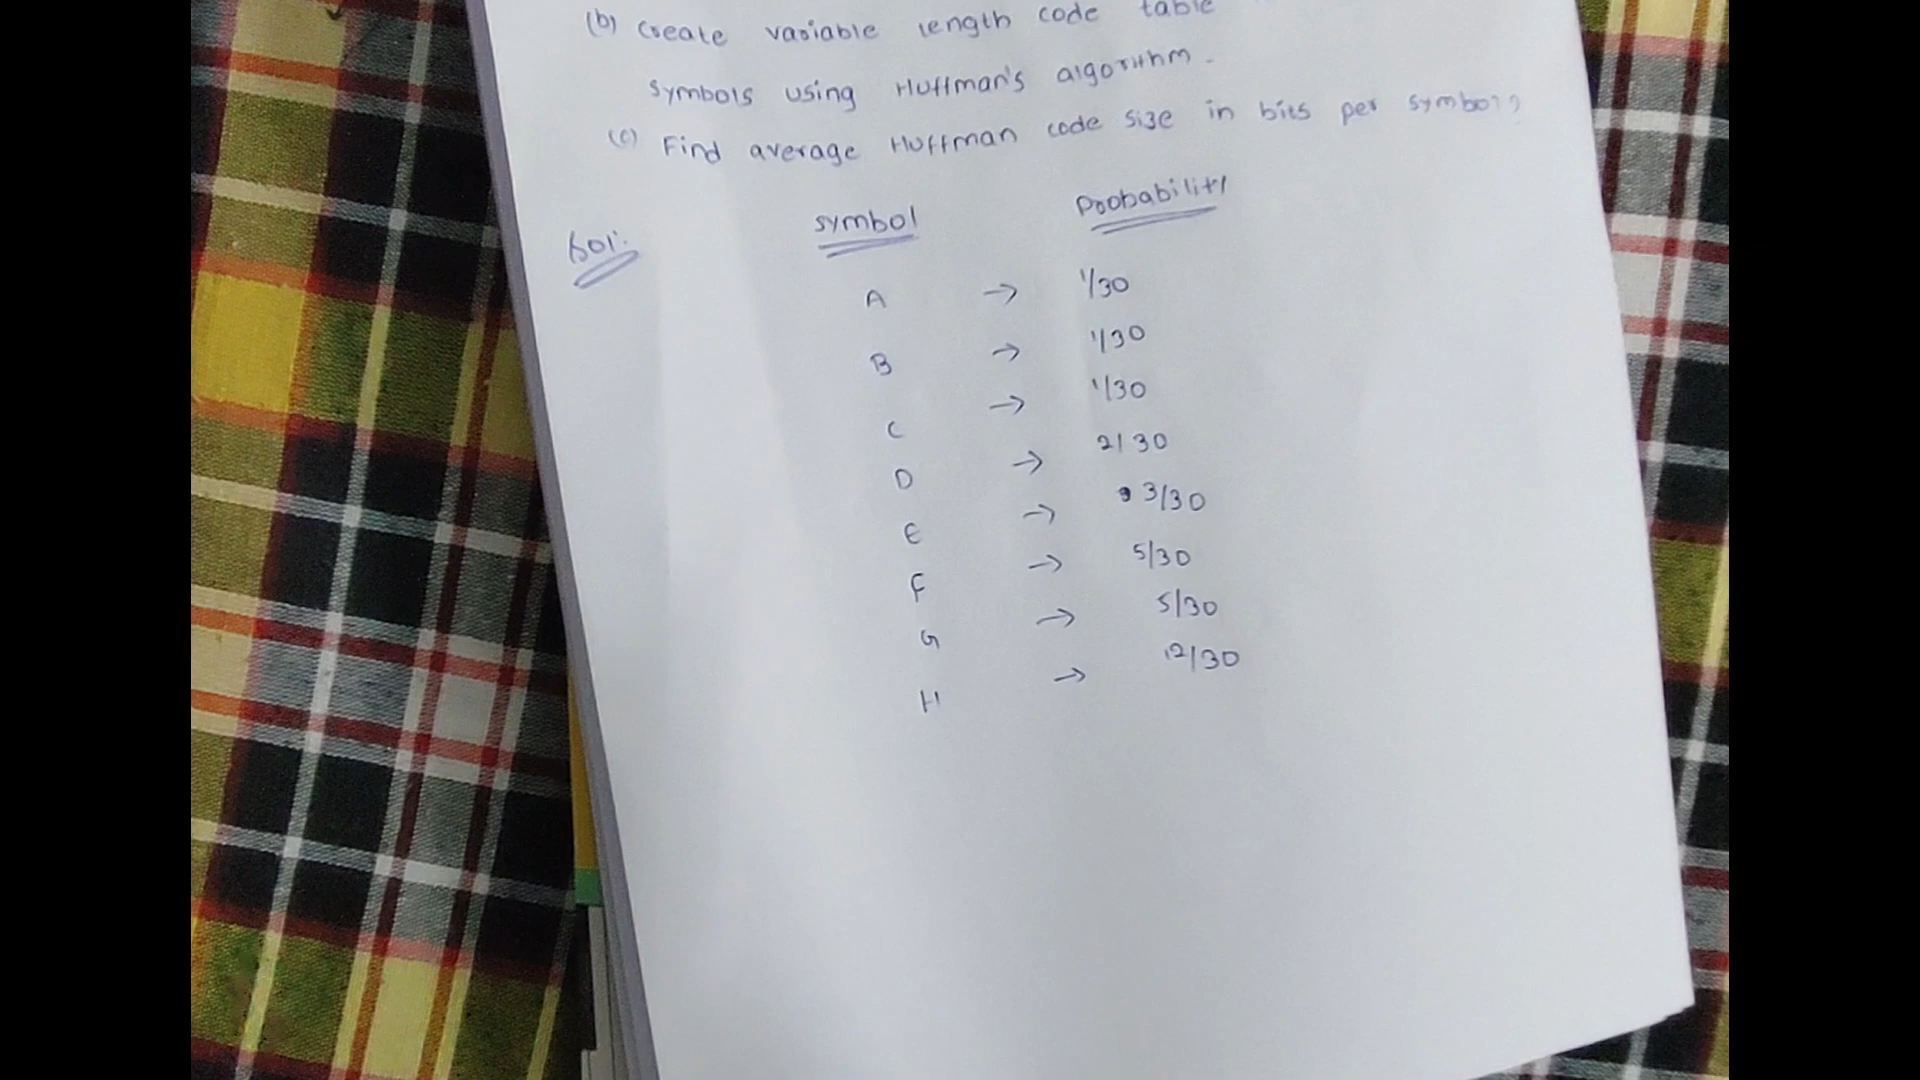 (b) Create variable length code table
symbols using Huffman's algorithm.
(c) Find average Huffman code size in bits per symbol?
Sol:
symbol Probability
A → 1/30
B → 1/30
C → 1/30
D → 2/30
E → 3/30
F → 5/30
G → 5/30
H → 12/30